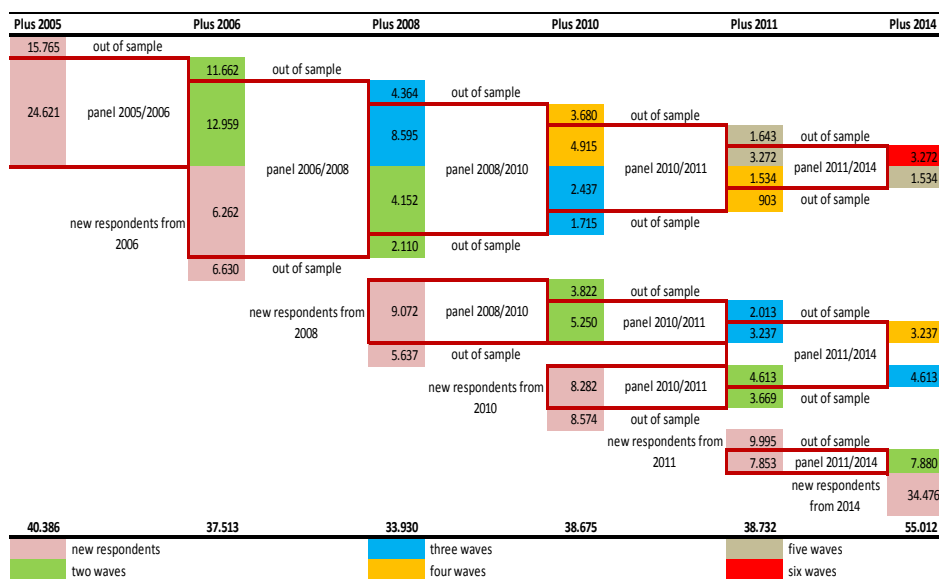 Plus 2005 Plus 2006 Plus 2008 Plus 2010 Plus 2011 Plus 2014
15.765 out of sample
11.662 out of sample
4.364 out of sample
24.621 panel 2005/2006
12.959
3.680 out of sample
8.595
1.643 out of sample
4.915
3.272
3.272
panel 2006/2008
panel 2008/2010
panel 2010/2011
panel 2011/2014
1.534
1.534
2.437
4.152
903 out of sample
6.262
new respondents from
2006
1.715 out of sample
2.110 out of sample
6.630 out of sample
3.822 out of sample
new respondents from
2008
9.072 panel 2008/2010
2.013 out of sample
5.250 panel 2010/2011
3.237
3.237
5.637 out of sample
panel 2011/2014
4.613
4.613
new respondents from
2010
8.282 panel 2010/2011
3.669 out of sample
8.574 out of sample
new respondents from
2011
9.995 out of sample
7.853 panel 2011/2014 7.880
new respondents
from 2014
34.476
40.386 37.513 33.930 38.675 38.732 55.012
new respondents three waves five waves
two waves four waves six waves